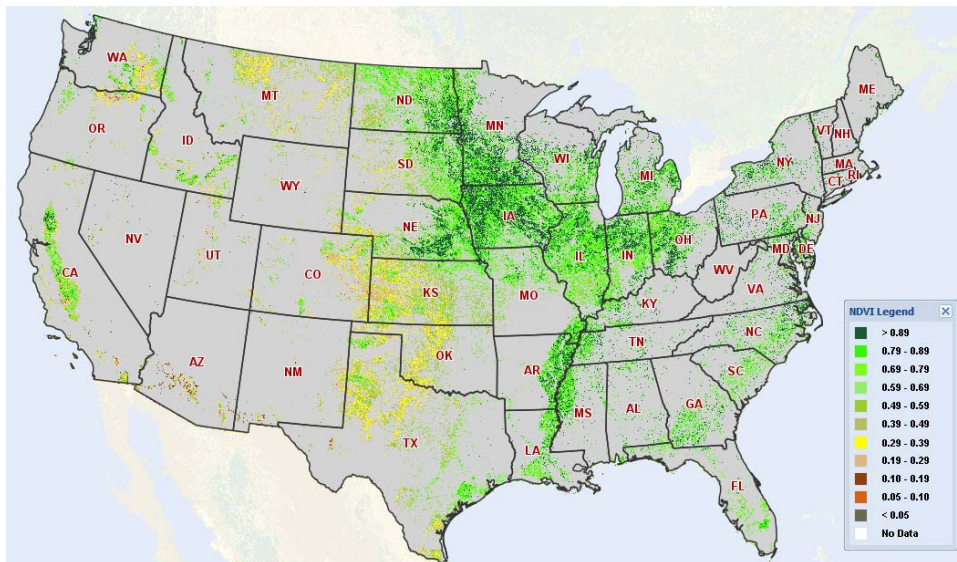 WA
MT
ND
MN
ME
OR
ID
SD
WI
MI
NY
VT
NH
MA
RI
CT
WY
IA
NE
PA
NJ
NV
UT
CO
IL
IN
OH
MD
DE
CA
KS
MO
WV
VA
KY
AZ
NM
OK
AR
TN
NC
SC
MS
AL
GA
TX
LA
FL
NDVI Legend
> 0.89
0.79 - 0.89
0.69 - 0.79
0.59 - 0.69
0.49 - 0.59
0.39 - 0.49
0.29 - 0.39
0.19 - 0.29
0.10 - 0.19
0.05 - 0.10
< 0.05
No Data